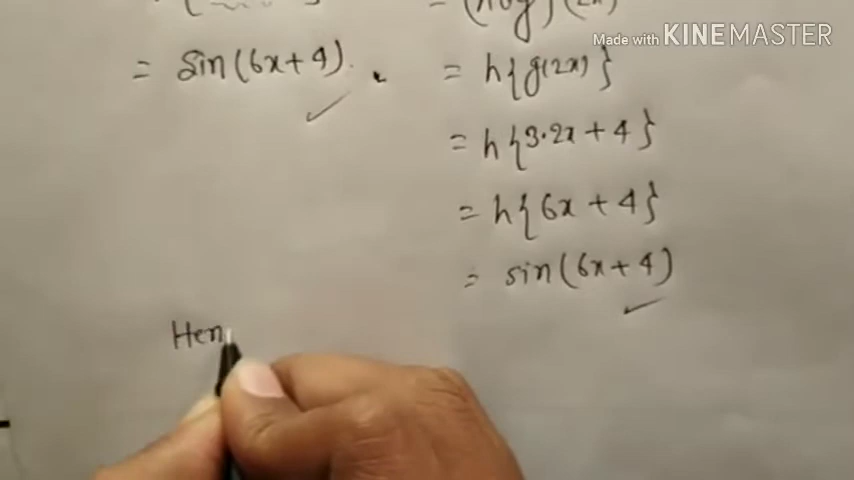 Made with KINEMASTER
= Sin(6x+4).
= h{g(2x)}
= h{3·2x+4}
= h{6x+4}
= sin(6x+4)
Hen